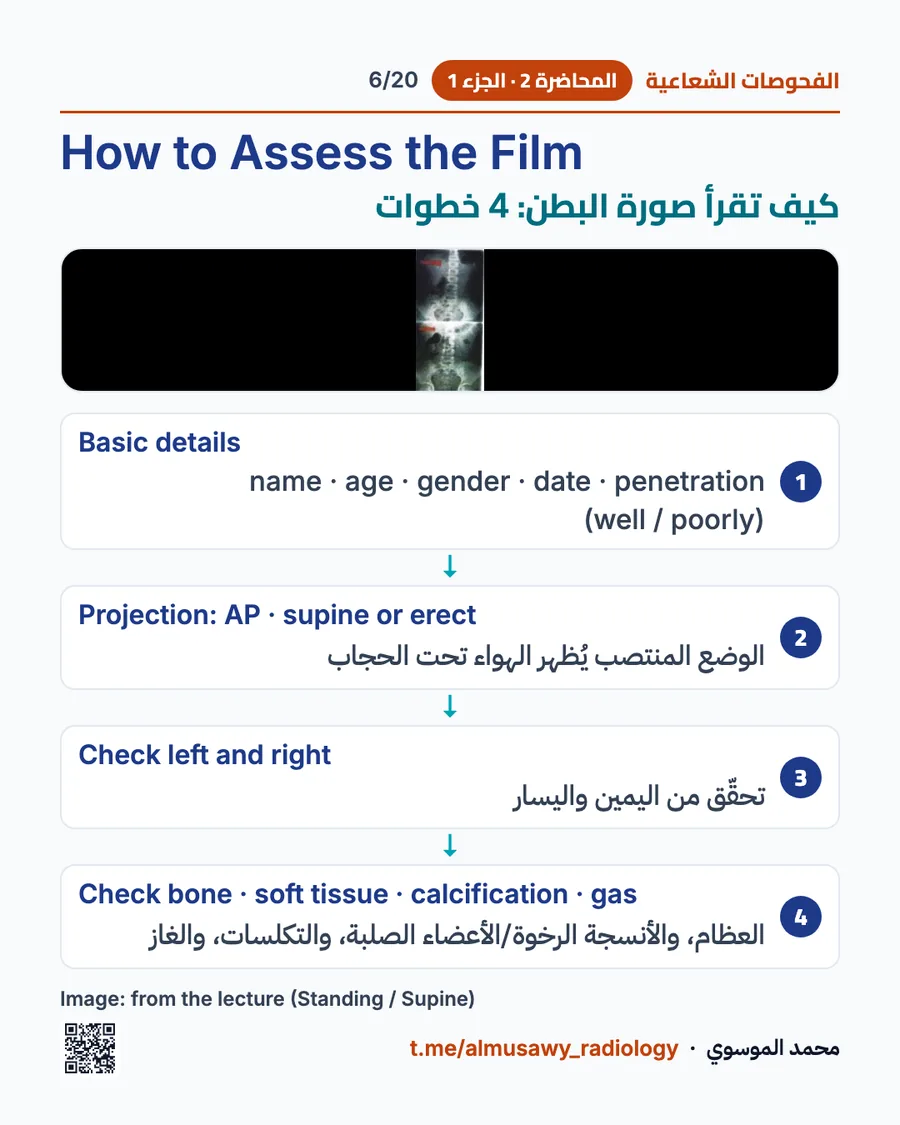 الفحوصات الشعاعية
المحاضرة 2 · الجزء 1
6/20
How to Assess the Film
كيف تقرأ صورة البطن: 4 خطوات
1
Basic details
name · age · gender · date · penetration
(well / poorly)
↓
2
Projection: AP · supine or erect
الوضع المنتصب يُظهر الهواء تحت الحجاب
↓
3
Check left and right
تحقّق من اليمين واليسار
↓
4
Check bone · soft tissue · calcification · gas
العظام، والأنسجة الرخوة/الأعضاء الصلبة، والتكلسات، والغاز
Image: from the lecture (Standing / Supine)
محمد الموسوي · t.me/almusawy_radiology